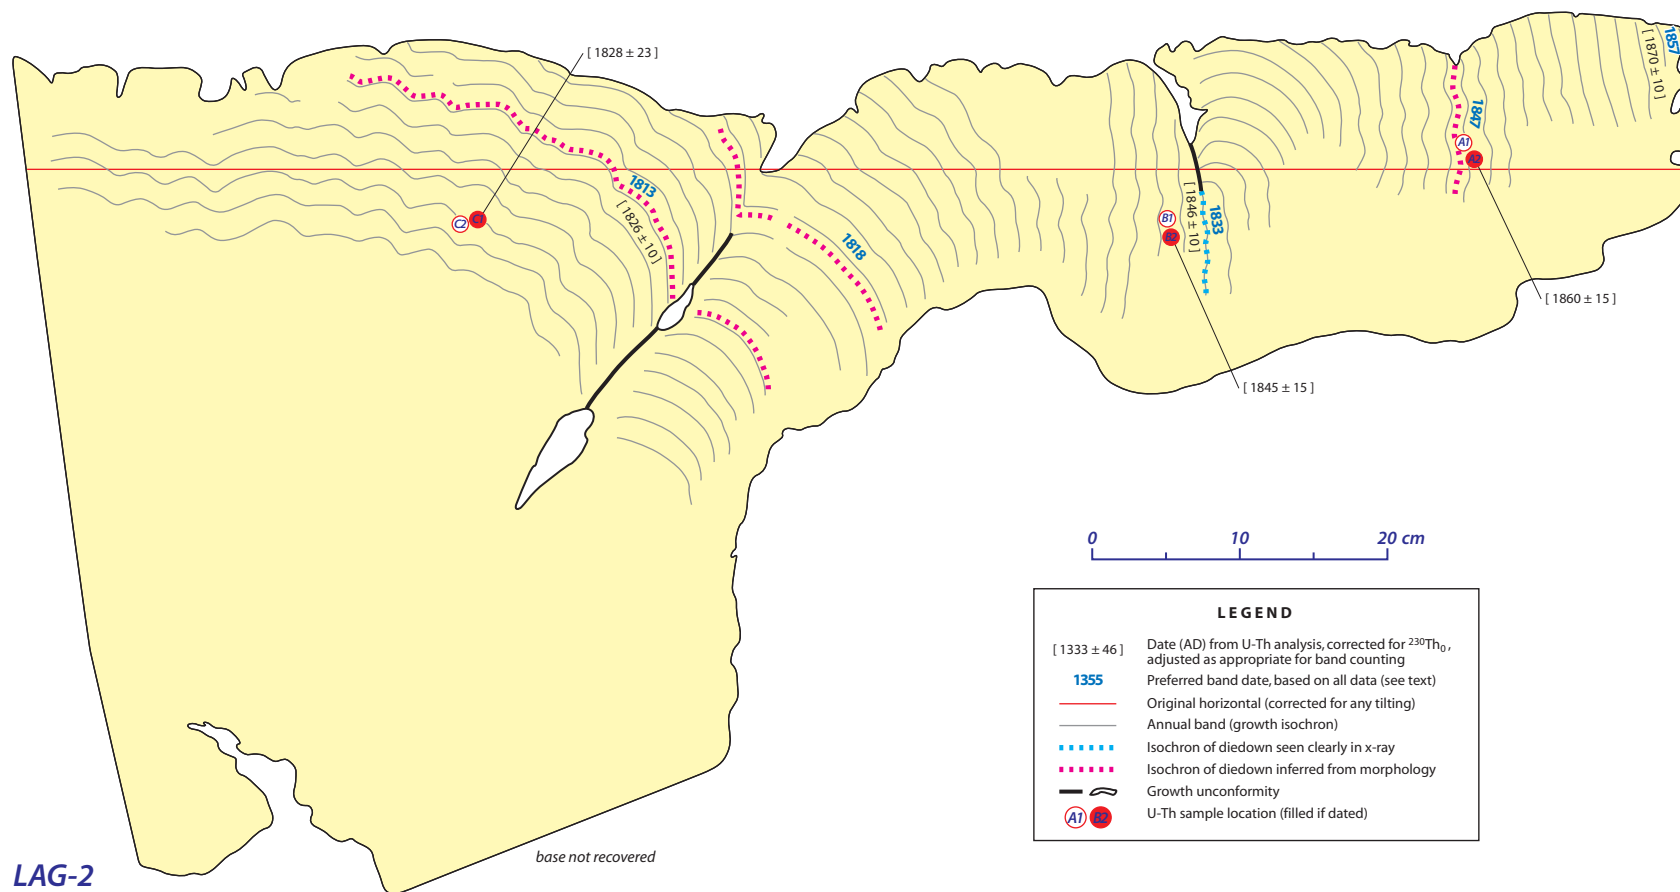 [ 1828 ± 23 ]
1857
[ 1870 ± 10 ]
1847
A1
A2
1813
[ 1826 ± 10 ]
C2
C1
1818
B1
B2
[ 1846 ± 10 ]
1833
[ 1860 ± 15 ]
[ 1845 ± 15 ]
0 10 20 cm
LEGEND
[ 1333 ± 46 ] Date (AD) from U-Th analysis, corrected for ²³⁰Th₀,
adjusted as appropriate for band counting
1355 Preferred band date, based on all data (see text)
Original horizontal (corrected for any tilting)
Annual band (growth isochron)
Isochron of diedown seen clearly in x-ray
Isochron of diedown inferred from morphology
Growth unconformity
A1 B2 U-Th sample location (filled if dated)
base not recovered
LAG-2